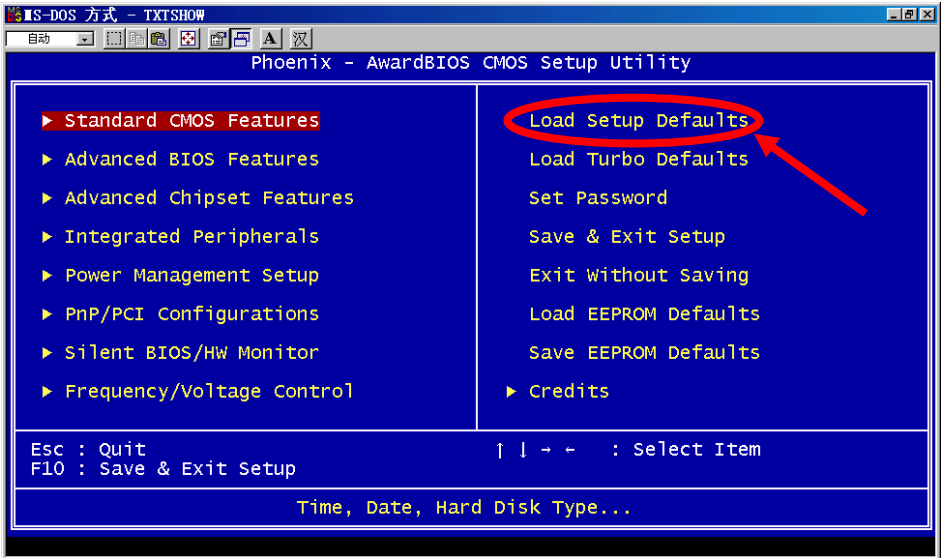 MS-DOS 方式 - TXTSHOW
自动
A
汉
Phoenix - AwardBIOS CMOS Setup Utility
▶ Standard CMOS Features
▶ Advanced BIOS Features
▶ Advanced Chipset Features
▶ Integrated Peripherals
▶ Power Management Setup
▶ PnP/PCI Configurations
▶ Silent BIOS/HW Monitor
▶ Frequency/Voltage Control
Load Setup Defaults
Load Turbo Defaults
Set Password
Save & Exit Setup
Exit Without Saving
Load EEPROM Defaults
Save EEPROM Defaults
▶ Credits
Esc : Quit
F10 : Save & Exit Setup
↑ ↓ → ← : Select Item
Time, Date, Hard Disk Type...